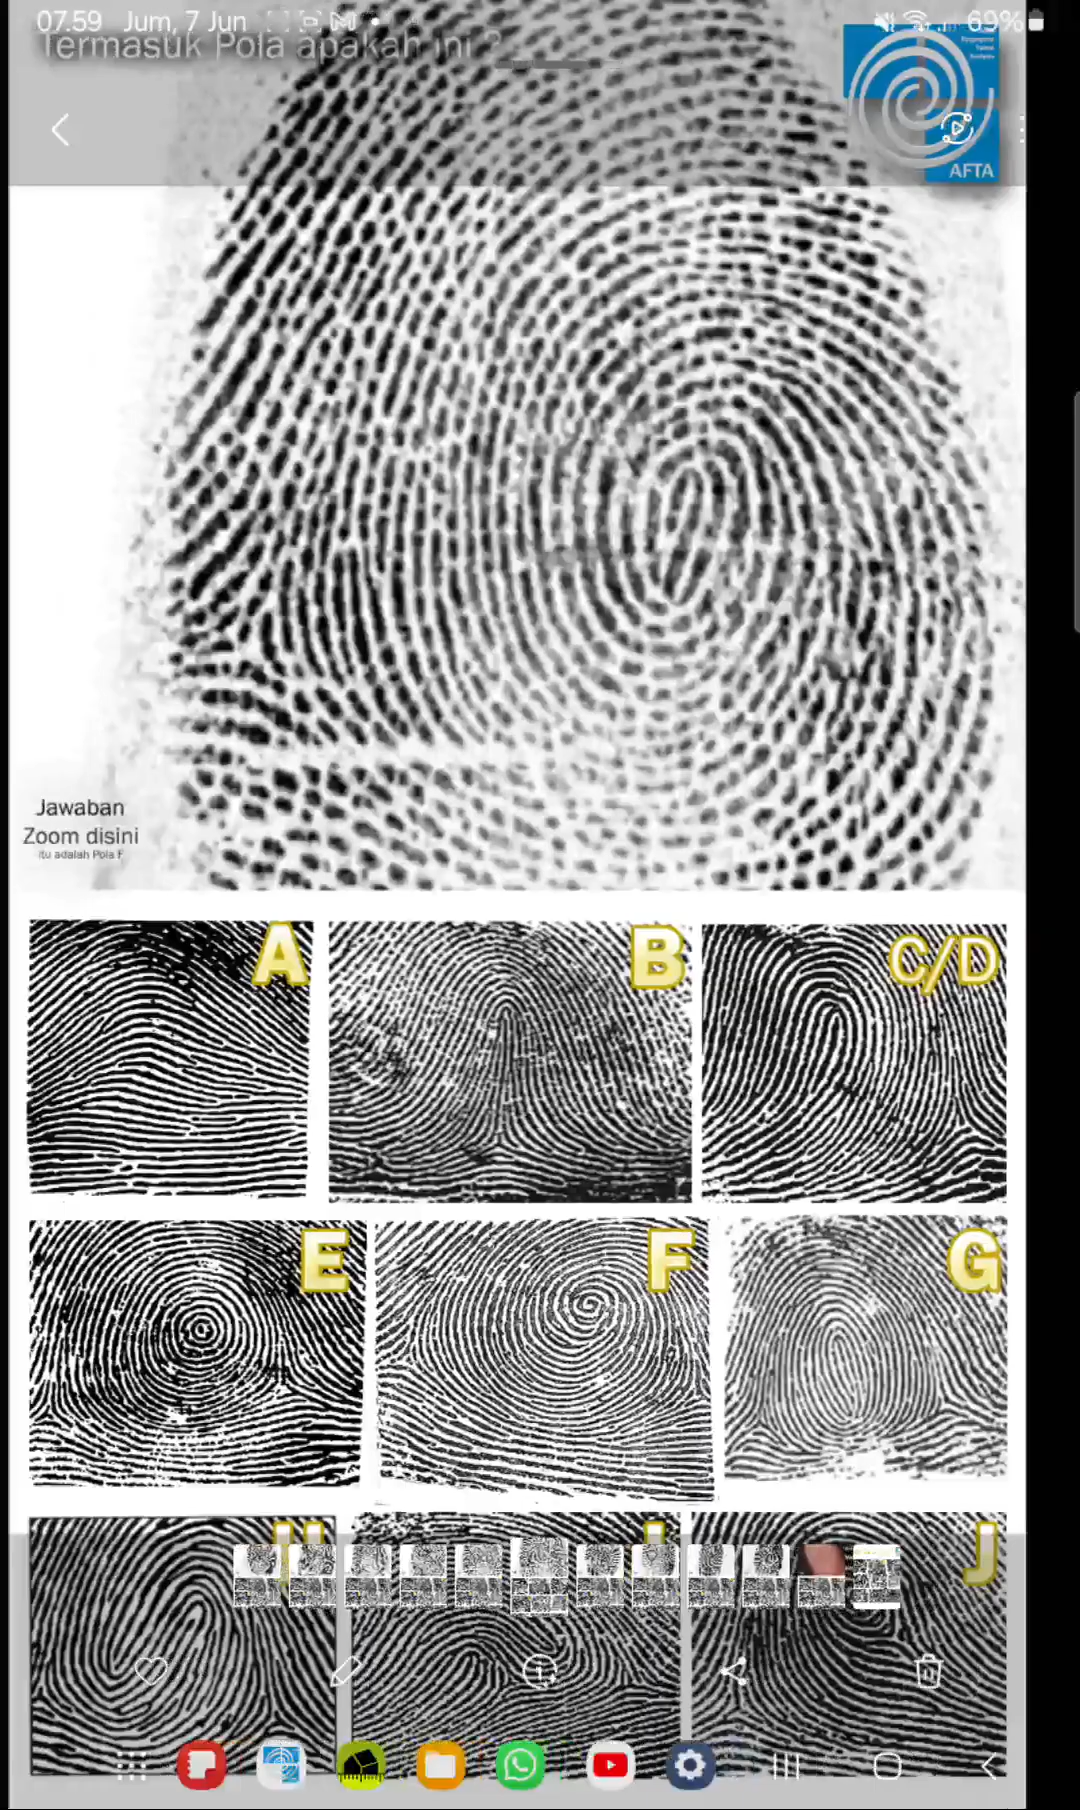 07.59 Jum, 7 Jun
69%
Termasuk Pola apakah ini ?
AFTA
Jawaban
Zoom disini
itu adalah Pola F
A
B
C/D
E
F
G
J